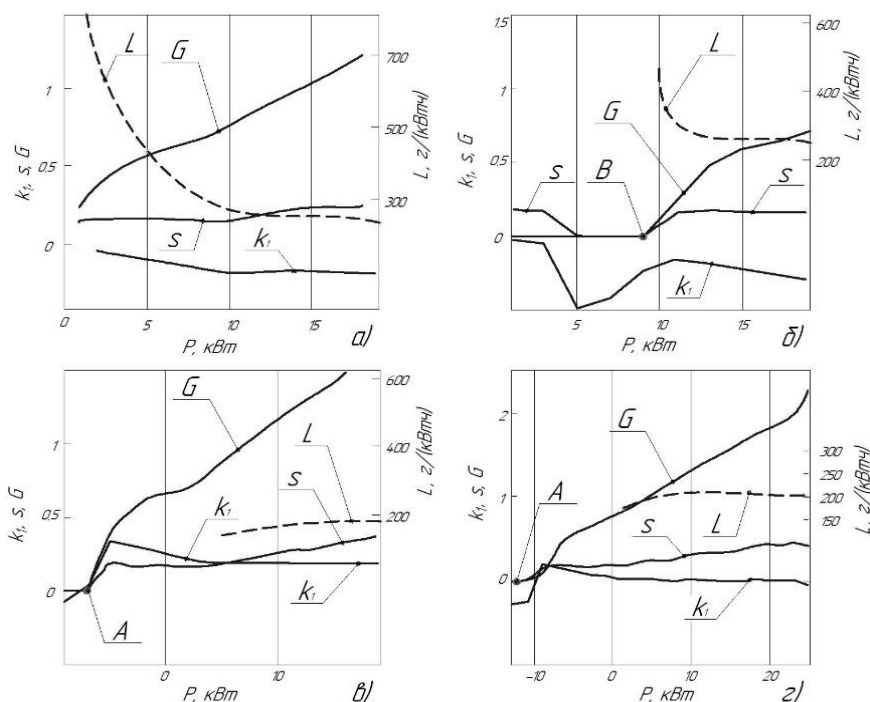 L
G
700
1
500
k₁, s, G
L, г/(кВтч)
0.5
300
s
k₁
0
0
5
10
15
P, кВт
а)
1.5
L
600
1
G
400
k₁, s, G
L, г/(кВтч)
s
B
0.5
s
200
0
k₁
5
10
15
P, кВт
б)
G
600
L
1
s
400
k₁, s, G
L, г/(кВтч)
k₁
0.5
200
0
A
k₁
0
10
P, кВт
в)
2
G
300
A
250
k₁, s, G
L, г/(кВтч)
1
s
L
200
150
0
k₁
-10
0
10
20
P, кВт
г)